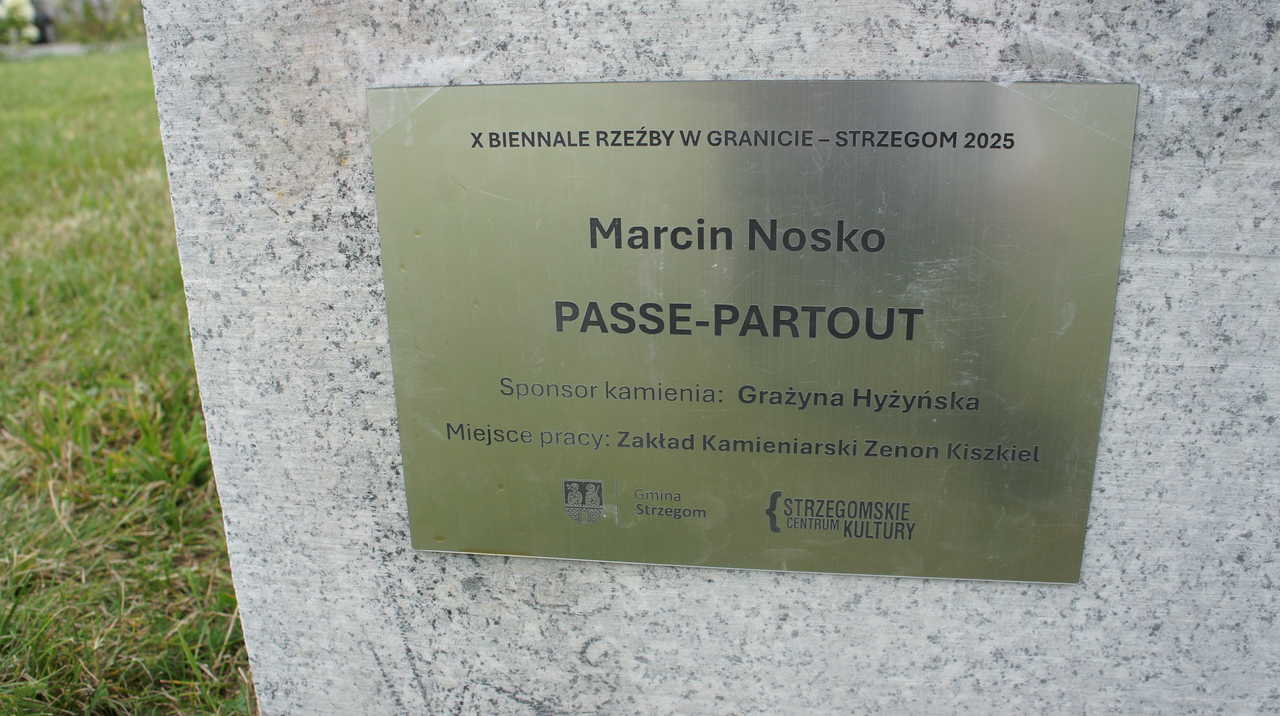 X BIENNALE RZEŹBY W GRANICIE – STRZEGOM 2025
Marcin Nosko
PASSE-PARTOUT
Sponsor kamienia: Grażyna Hyżyńska
Miejsce pracy: Zakład Kamieniarski Zenon Kiszkiel
Gmina
Strzegom
STRZEGOMSKIE
CENTRUM KULTURY